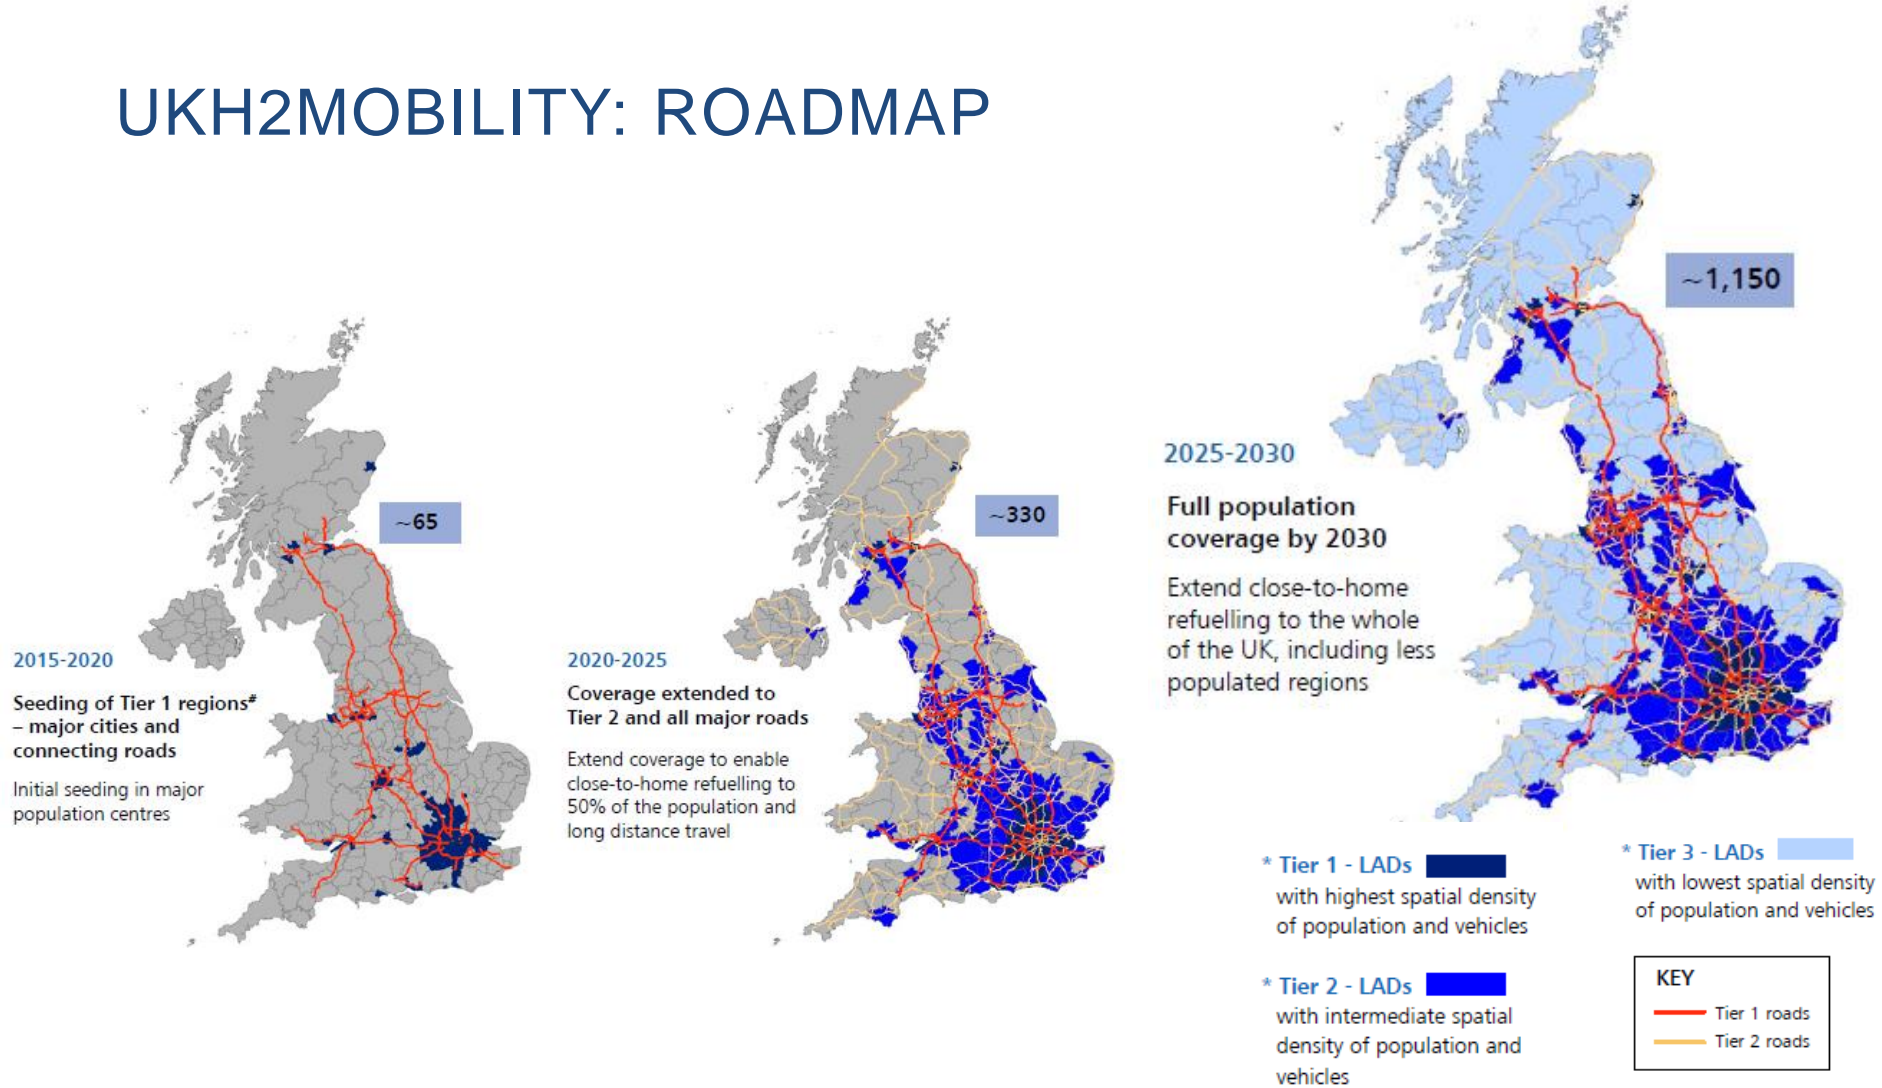 UKH2MOBILITY: ROADMAP
2015-2020
Seeding of Tier 1 regions#
– major cities and
connecting roads
Initial seeding in major
population centres
~65
2020-2025
Coverage extended to
Tier 2 and all major roads
Extend coverage to enable
close-to-home refuelling to
50% of the population and
long distance travel
~330
2025-2030
Full population
coverage by 2030
Extend close-to-home
refuelling to the whole
of the UK, including less
populated regions
~1,150
* Tier 1 - LADs
with highest spatial density
of population and vehicles
* Tier 2 - LADs
with intermediate spatial
density of population and
vehicles
* Tier 3 - LADs
with lowest spatial density
of population and vehicles
KEY
Tier 1 roads
Tier 2 roads